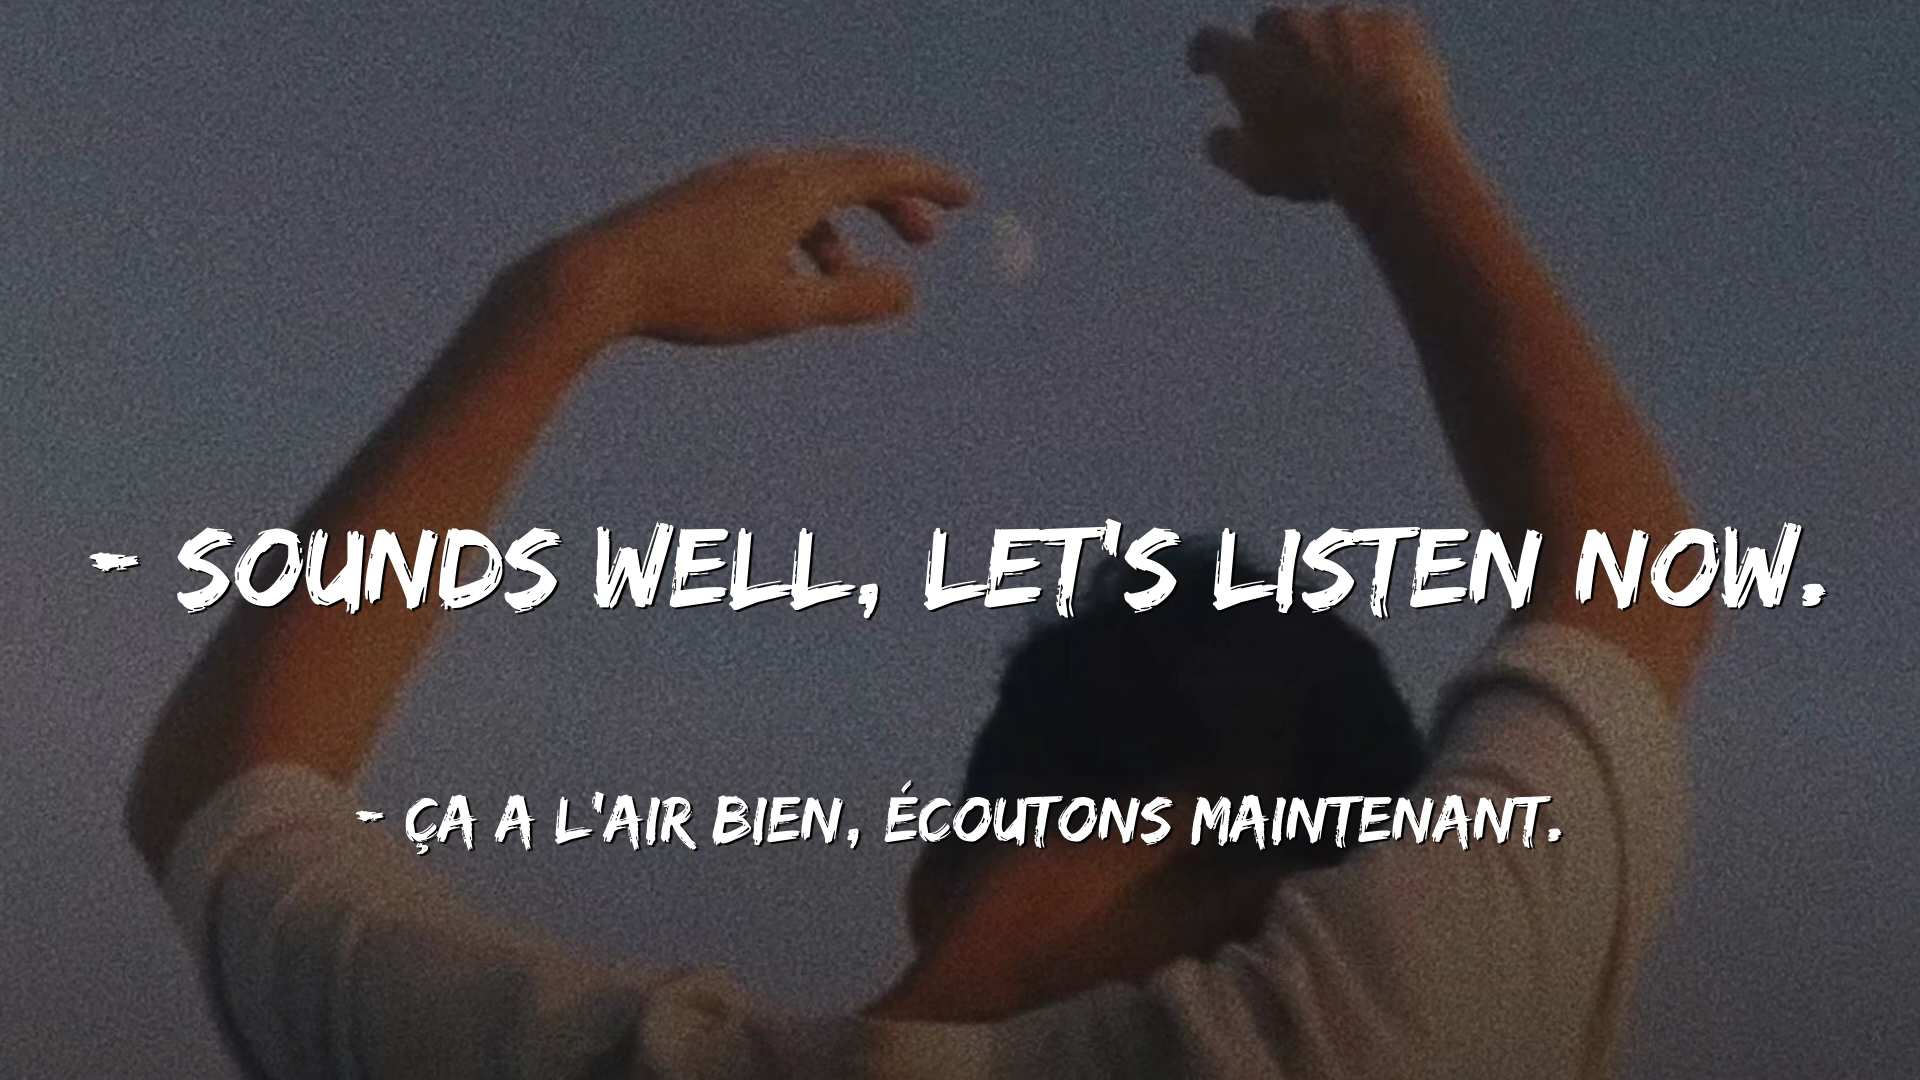 - SOUNDS WELL, LET'S LISTEN NOW.
- ÇA A L'AIR BIEN, ÉCOUTONS MAINTENANT.